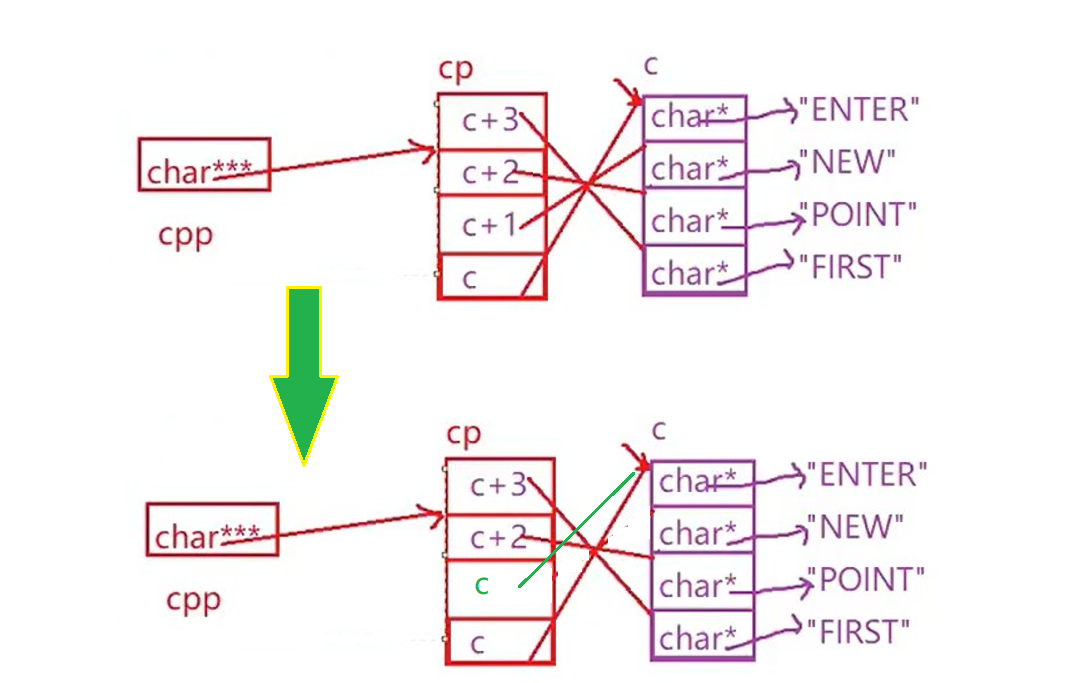 cp
c
c+3
char*
"ENTER"
char***
c+2
char*
"NEW"
cpp
c+1
char*
"POINT"
c
char*
"FIRST"
cp
c
c+3
char*
"ENTER"
char***
c+2
char*
"NEW"
cpp
c
char*
"POINT"
c
char*
"FIRST"